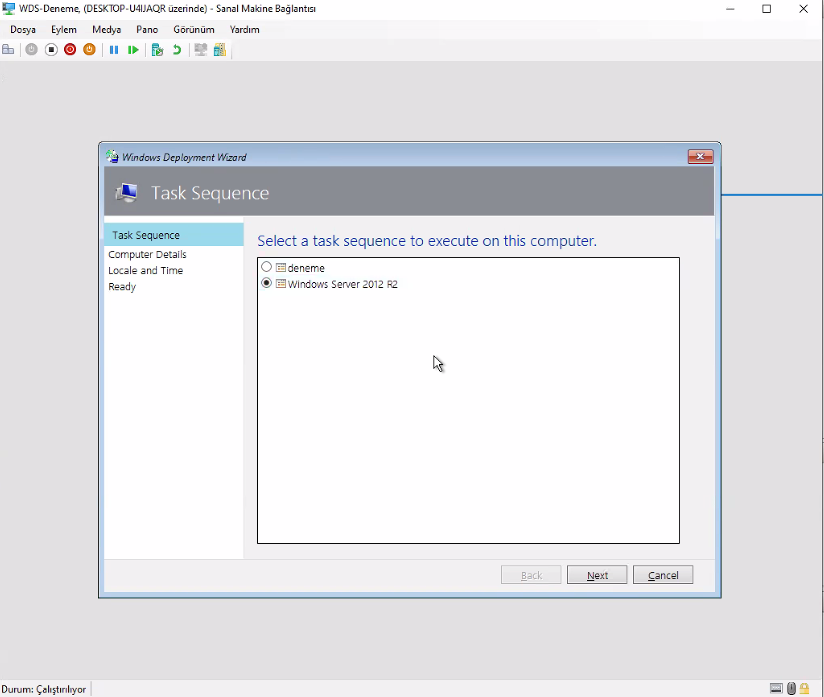 WDS-Deneme, (DESKTOP-U4IJAQR üzerinde) - Sanal Makine Bağlantısı
Dosya Eylem Medya Pano Görünüm Yardım
Windows Deployment Wizard
Task Sequence
Task Sequence
Computer Details
Locale and Time
Ready
Select a task sequence to execute on this computer.
deneme
Windows Server 2012 R2
Back Next Cancel
Durum: Çalıştırılıyor